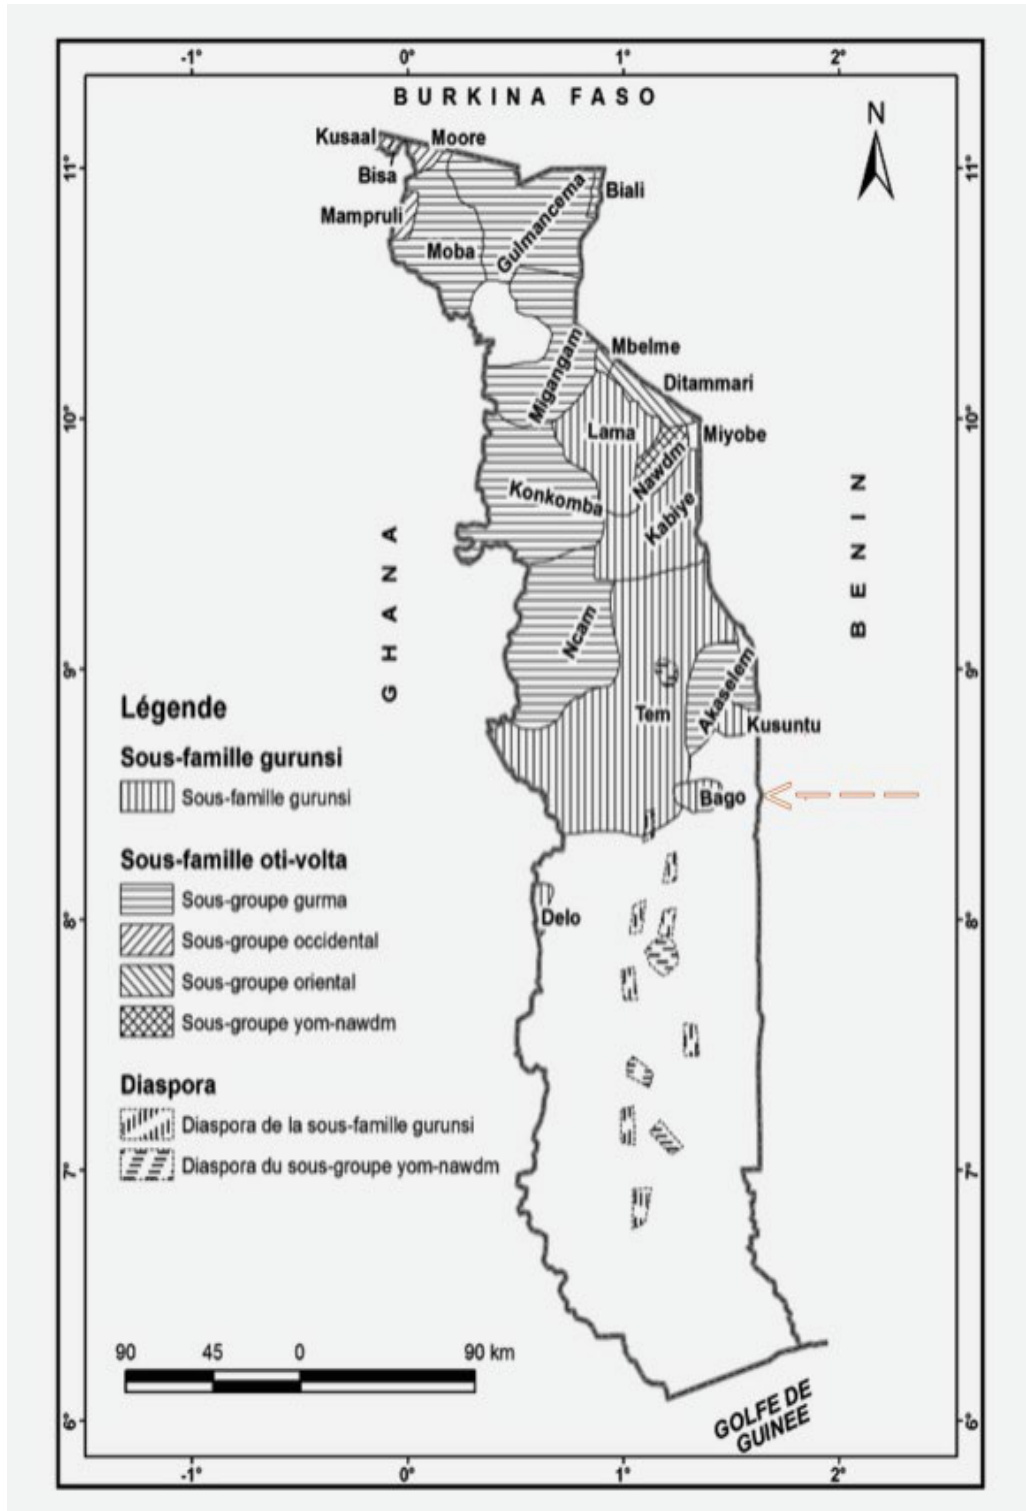 -1° 0° 1° 2°
BURKINA FASO
N
Kusaal Moore
11° 11°
Bisa
Biali
Mampruli
Gulmancema
Moba
Mbelme
Migangam
Ditammari
10° 10°
Lama
Miyobe
Nawdm
Konkomba
Kabiye
GHANA
BENIN
Ncam
9° 9°
Akaselem
Tem
Kusuntu
Bago
8° 8°
Delo
Légende
Sous-famille gurunsi
Sous-famille gurunsi
Sous-famille oti-volta
Sous-groupe gurma
Sous-groupe occidental
Sous-groupe oriental
Sous-groupe yom-nawdm
Diaspora
Diaspora de la sous-famille gurunsi
Diaspora du sous-groupe yom-nawdm
7° 7°
90 45 0 90 km
6° 6°
GOLFE DE
GUINEE
-1° 0° 1° 2°